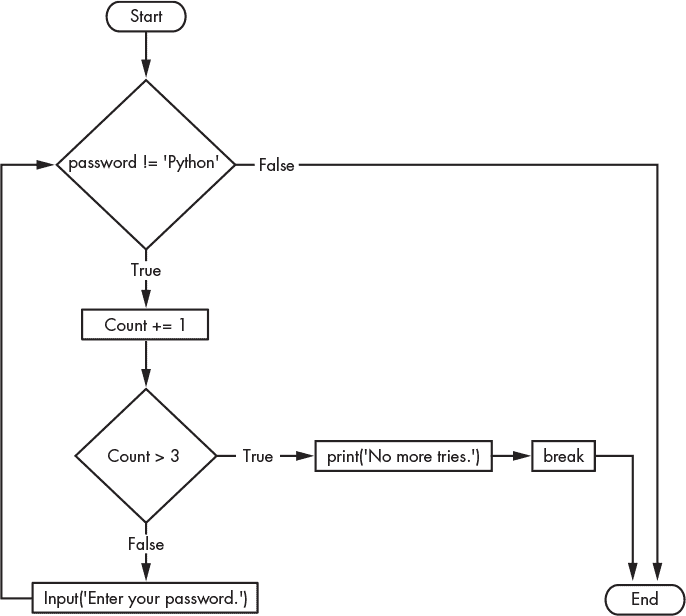 Start
password != 'Python'
False
True
Count += 1
Count > 3
True
print('No more tries.')
break
False
Input('Enter your password.')
End